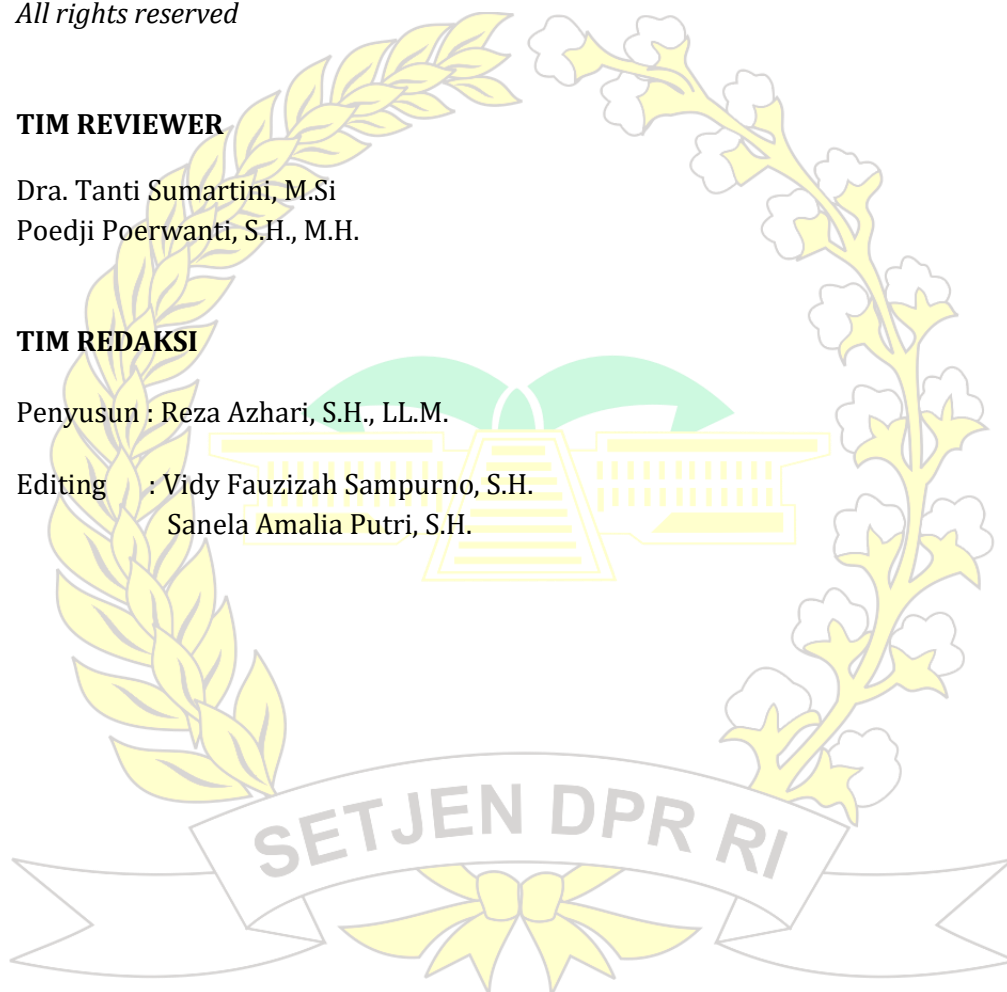 All rights reserved
TIM REVIEWER
Dra. Tanti Sumartini, M.Si
Poedji Poerwanti, S.H., M.H.
TIM REDAKSI
Penyusun : Reza Azhari, S.H., LL.M.
Editing : Vidy Fauzizah Sampurno, S.H.
Sanela Amalia Putri, S.H.
SETJEN DPR RI